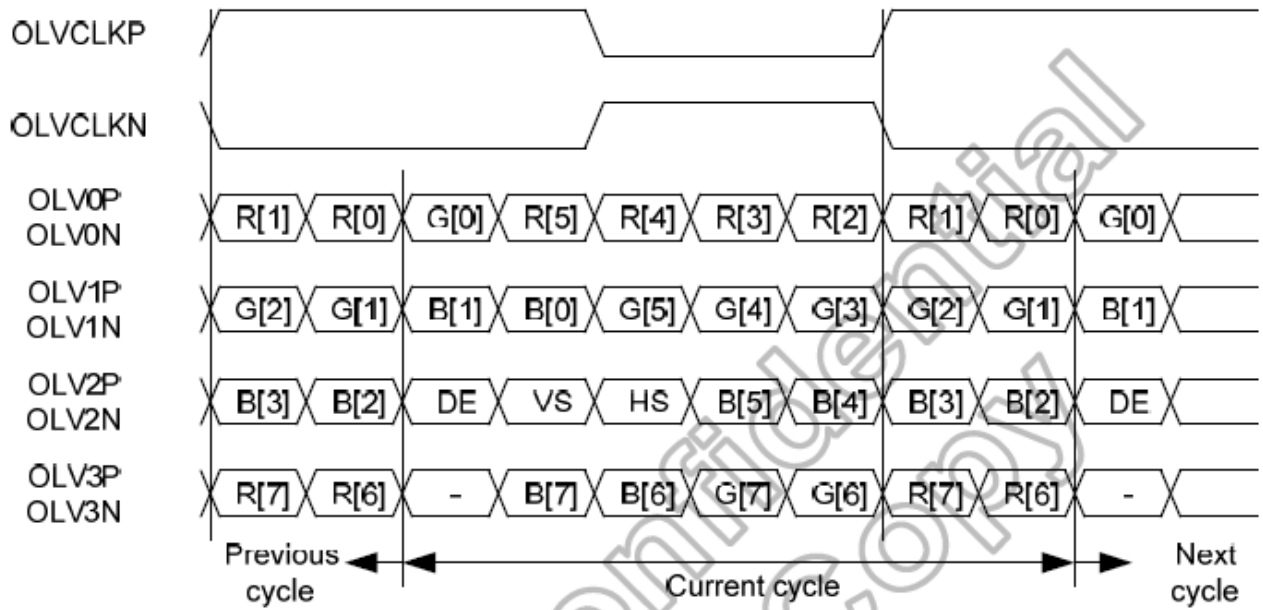 OLVCLKP
OLVCLKN
OLV0P
OLV0N
R[1] R[0] G[0] R[5] R[4] R[3] R[2] R[1] R[0] G[0]
OLV1P
OLV1N
G[2] G[1] B[1] B[0] G[5] G[4] G[3] G[2] G[1] B[1]
OLV2P
OLV2N
B[3] B[2] DE VS HS B[5] B[4] B[3] B[2] DE
OLV3P
OLV3N
R[7] R[6] - B[7] B[6] G[7] G[6] R[7] R[6] -
Previous
cycle
Current cycle
Next
cycle
onfidential
copy